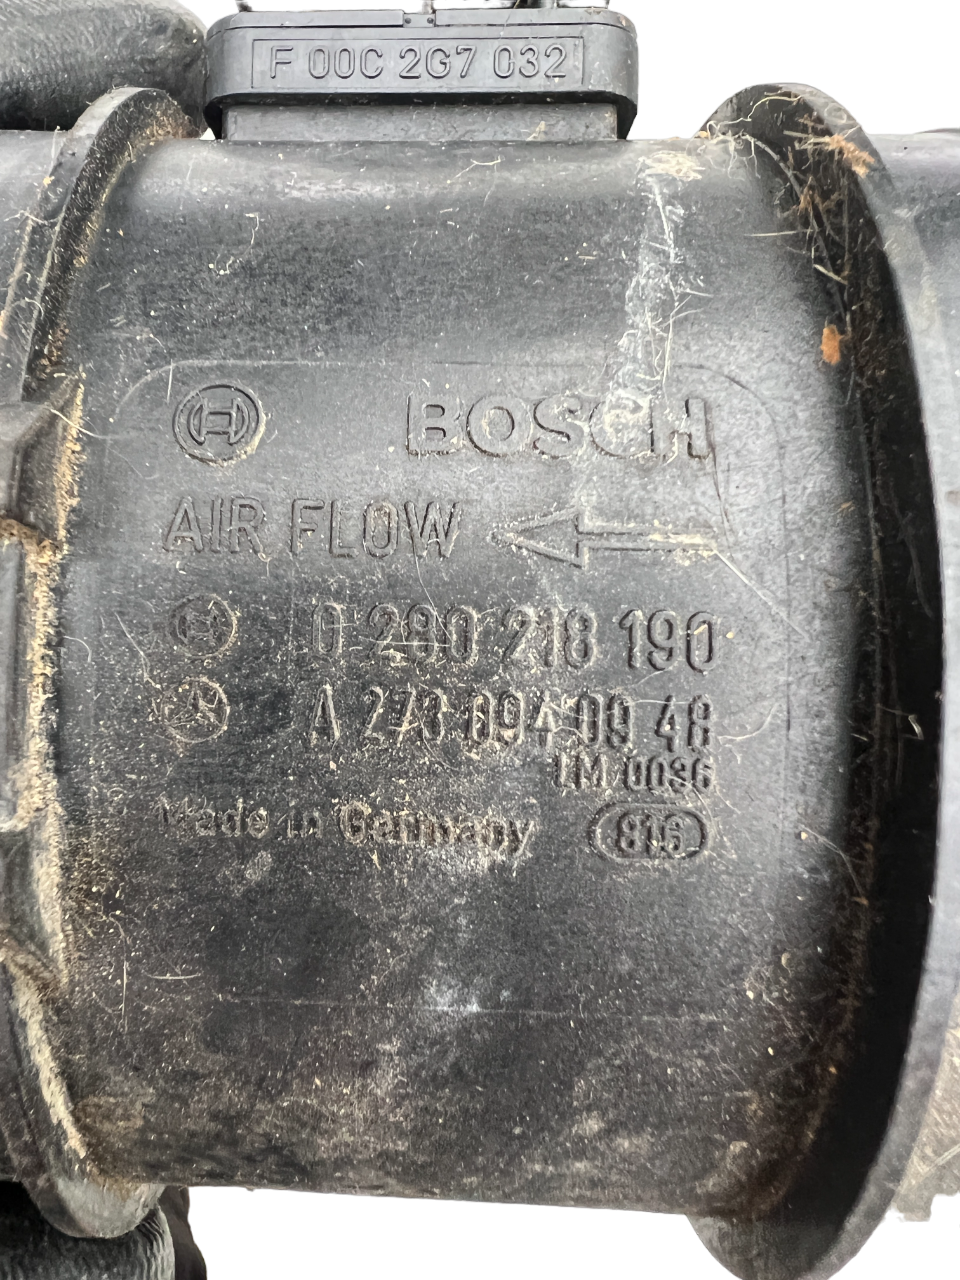 F 00C 2G7 032
BOSCH
AIR FLOW
0 280 218 190
A 273 094 09 48
LM 0036
Made in Germany
816